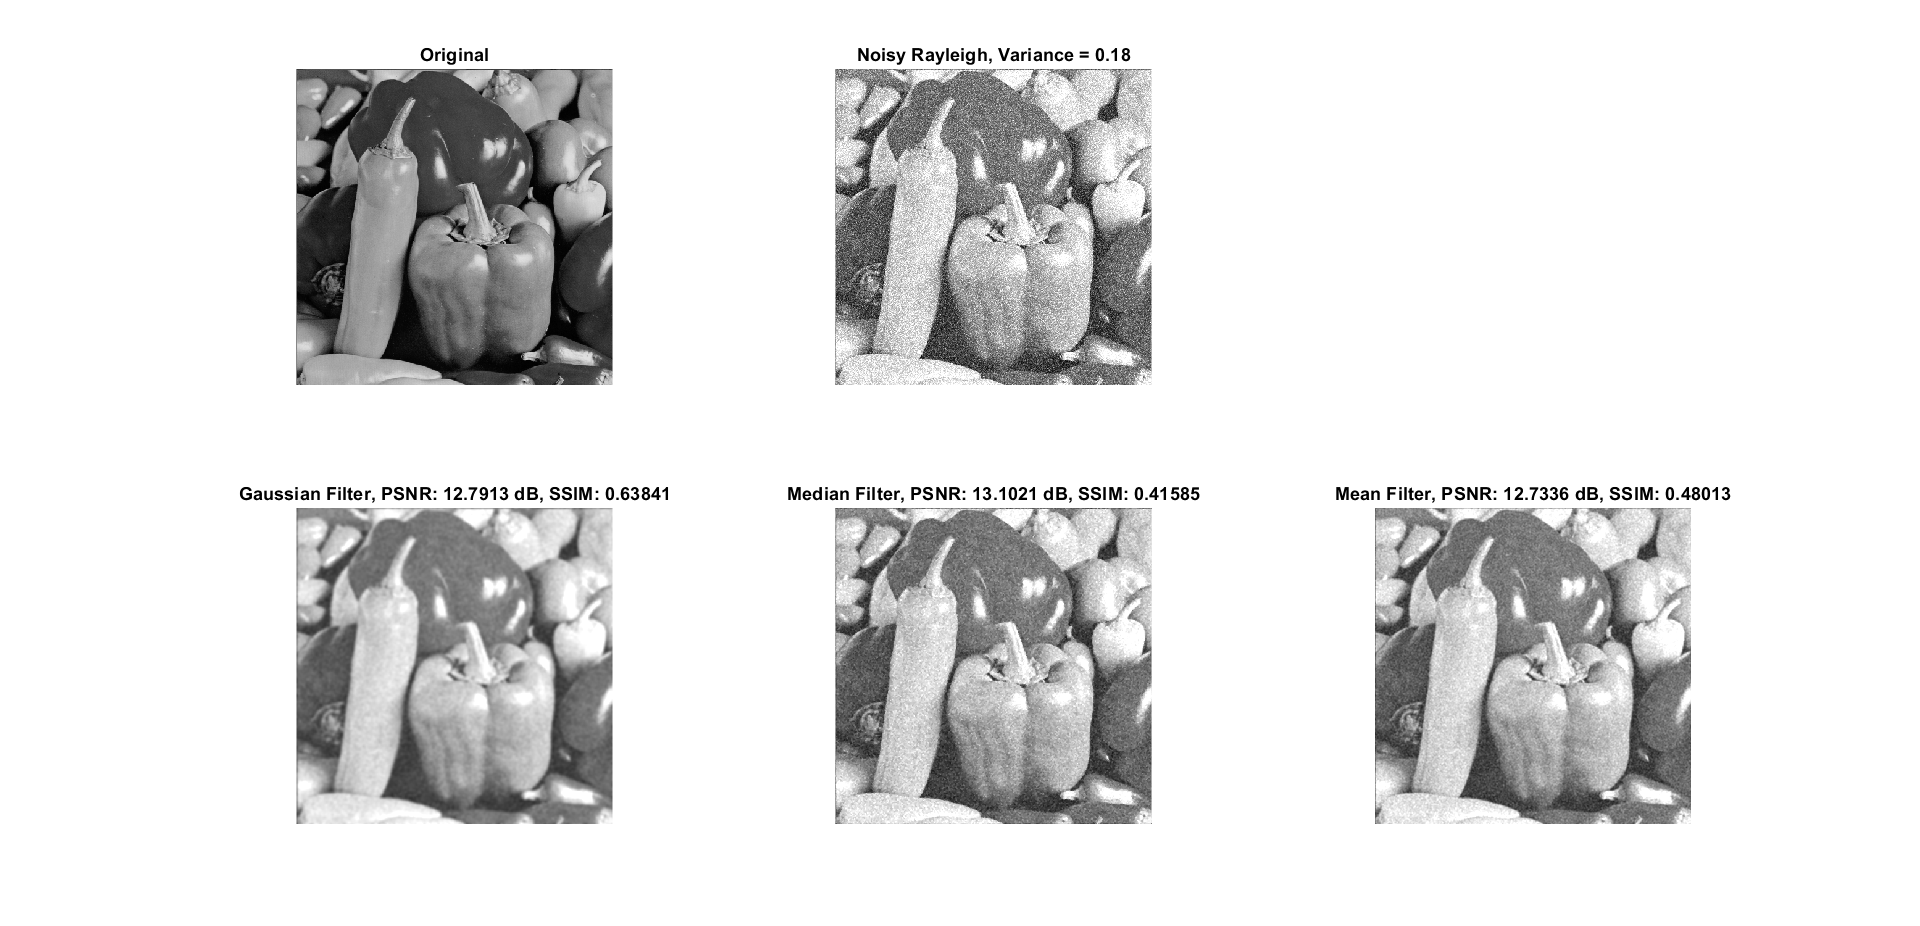 Original
Noisy Rayleigh, Variance = 0.18
Gaussian Filter, PSNR: 12.7913 dB, SSIM: 0.63841
Median Filter, PSNR: 13.1021 dB, SSIM: 0.41585
Mean Filter, PSNR: 12.7336 dB, SSIM: 0.48013